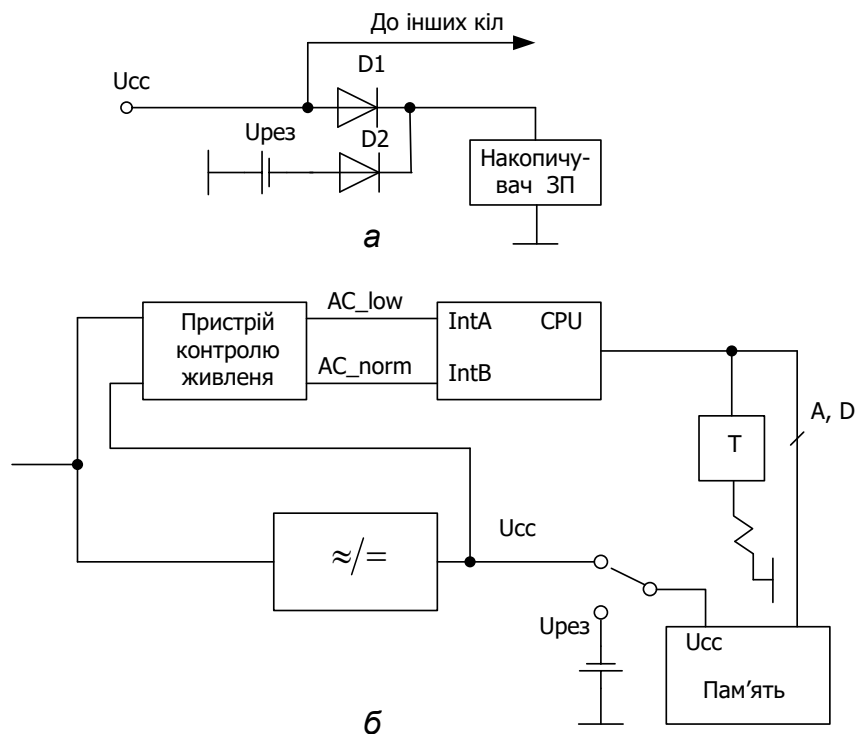 До інших кіл
D1
Ucc
Uрез
D2
Накопичу-
вач ЗП
а
AC_low
Пристрій
контролю
живленя
IntA CPU
AC_norm
IntB
A, D
T
Ucc
≈/=
Uрез
Ucc
Пам'ять
б